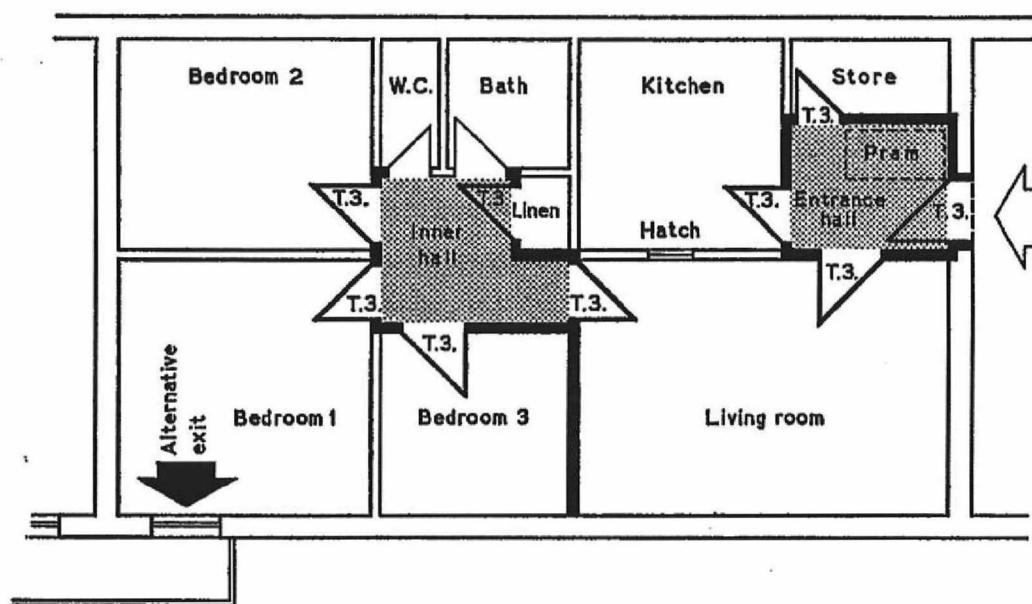 Bedroom 2
W.C.
Bath
Kitchen
Store
T.3.
Pram
T.3.
T.3
Linen
T.3.
Entrance
hall
T.3.
Inner
hall
Hatch
T.3.
T.3.
T.3.
T.3.
Alternative
exit
Bedroom 1
Bedroom 3
Living room